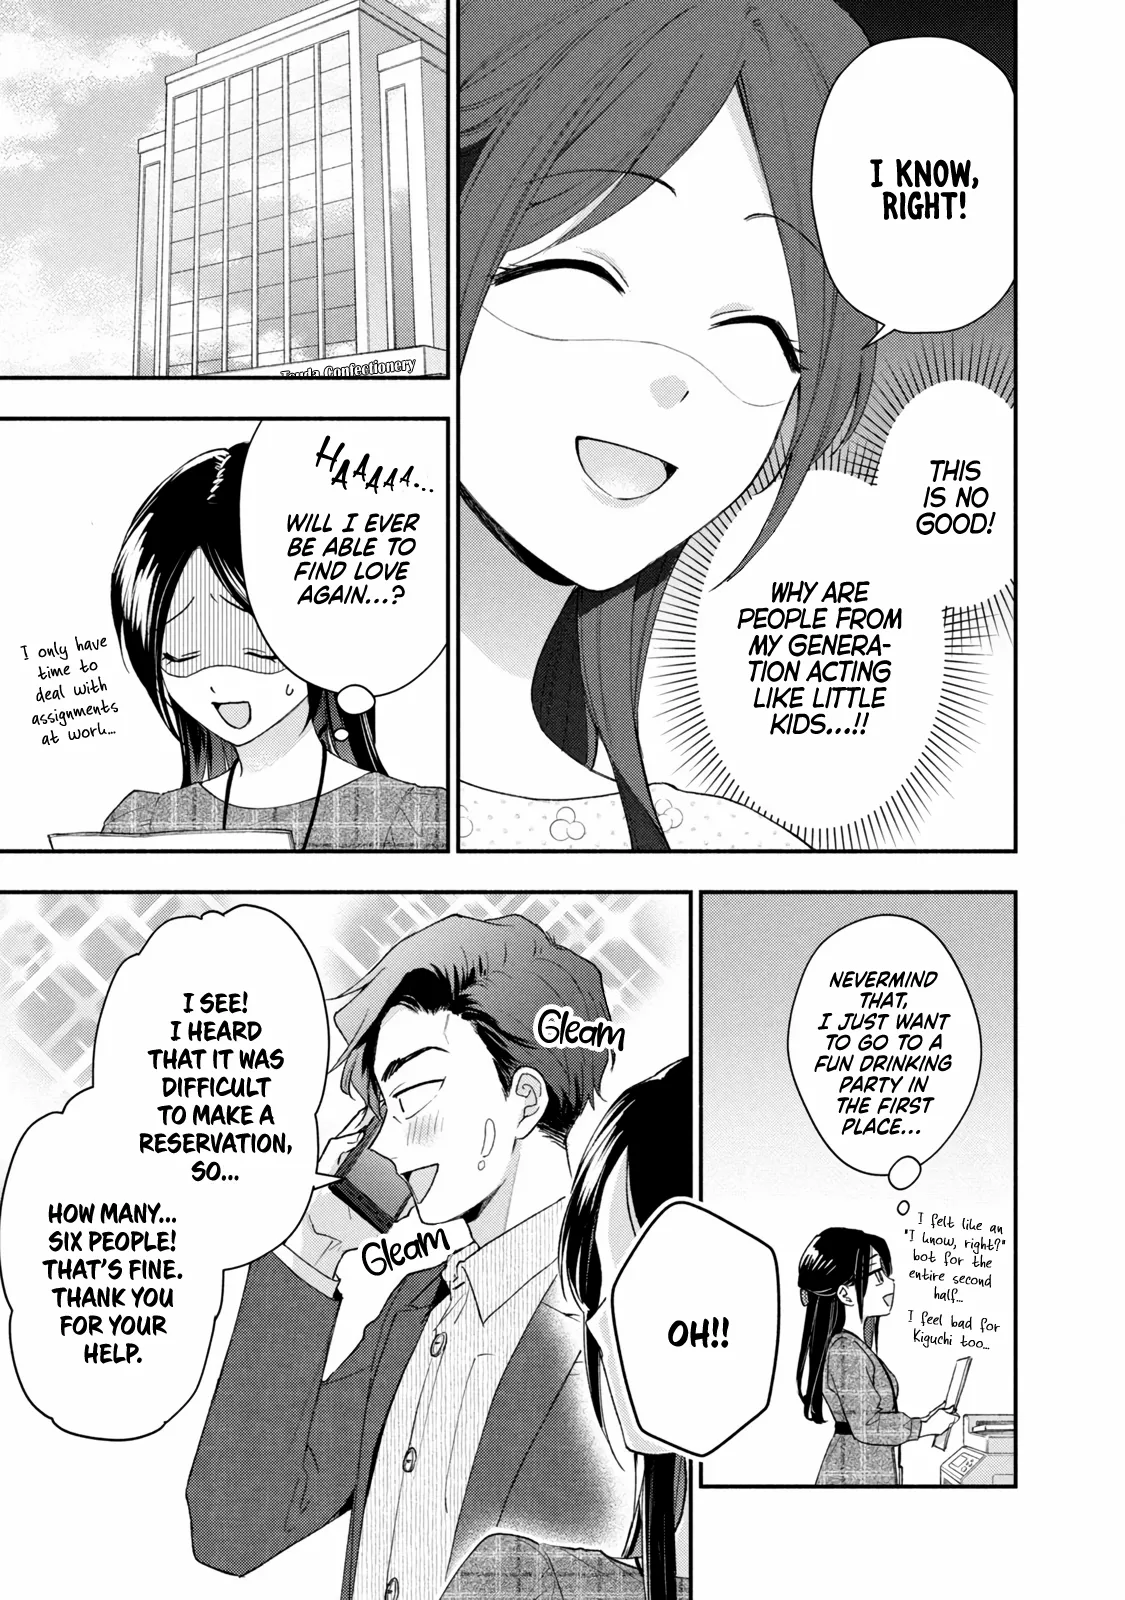 I KNOW,
RIGHT!
THIS
IS NO
GOOD!
WHY ARE
PEOPLE FROM
MY GENERA-
TION ACTING
LIKE LITTLE
KIDS...!!
Confectionery
HAAAAA...
WILL I EVER
BE ABLE TO
FIND LOVE
AGAIN...?
I only have
time to
deal with
assignments
at work...
NEVERMIND
THAT,
I JUST WANT
TO GO TO A
FUN DRINKING
PARTY IN
THE FIRST
PLACE...
I felt like an
"I know, right?"
bot for the
entire second
half...
I feel bad for
Kiguchi too...
OH!!
Gleam
Gleam
I SEE!
I HEARD
THAT IT WAS
DIFFICULT
TO MAKE A
RESERVATION,
SO...
HOW MANY...
SIX PEOPLE!
THAT'S FINE.
THANK YOU
FOR YOUR
HELP.